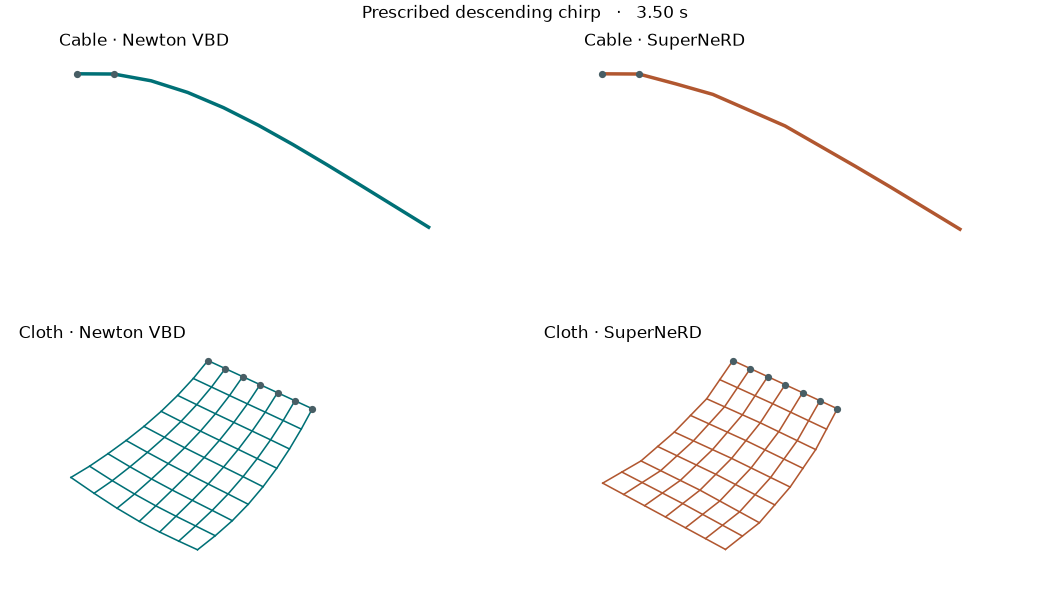 Prescribed descending chirp · 3.50 s
Cable · Newton VBD
Cable · SuperNeRD
Cloth · Newton VBD
Cloth · SuperNeRD